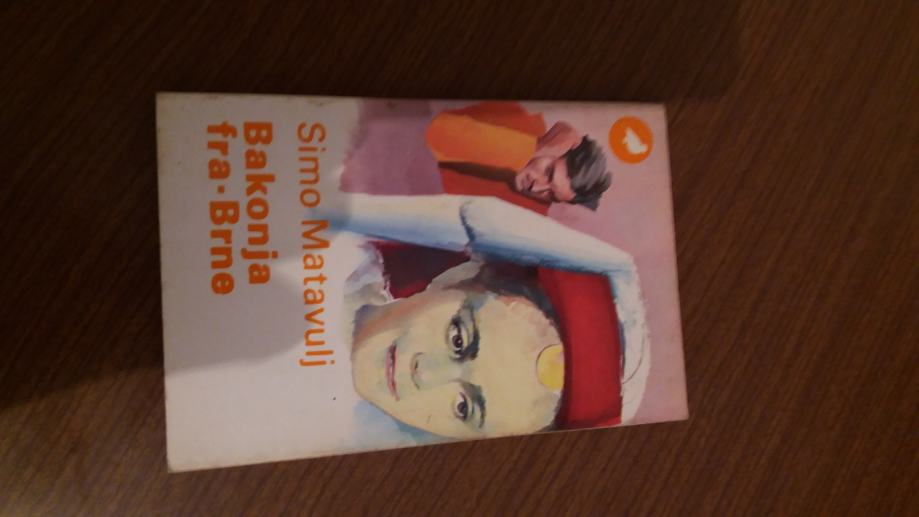 Simo Matavulj
Bakonja
fra-Brne